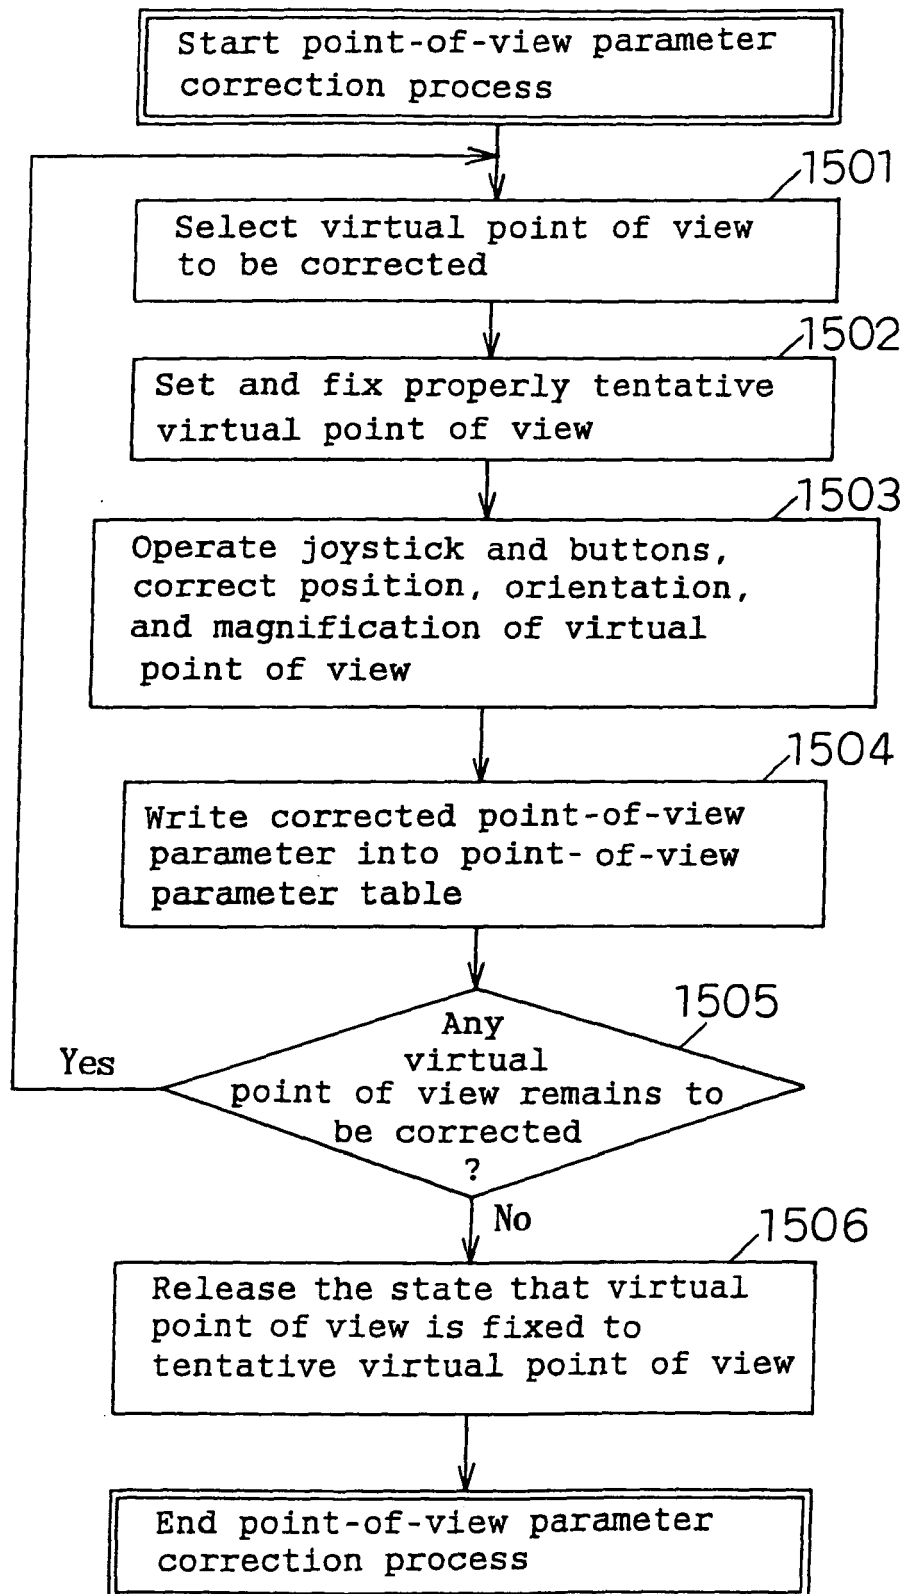 Start point-of-view parameter
correction process
1501
Select virtual point of view
to be corrected
1502
Set and fix properly tentative
virtual point of view
1503
Operate joystick and buttons,
correct position, orientation,
and magnification of virtual
point of view
1504
Write corrected point-of-view
parameter into point-of-view
parameter table
1505
Any
virtual
point of view remains to
be corrected
?
Yes
No
1506
Release the state that virtual
point of view is fixed to
tentative virtual point of view
End point-of-view parameter
correction process